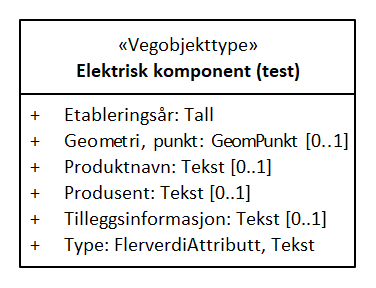 «Vegobjekttype»
Elektrisk komponent (test)
+ Etableringsår: Tall
+ Geometri, punkt: GeomPunkt [0..1]
+ Produktnavn: Tekst [0..1]
+ Produsent: Tekst [0..1]
+ Tilleggsinformasjon: Tekst [0..1]
+ Type: FlerverdiAttributt, Tekst